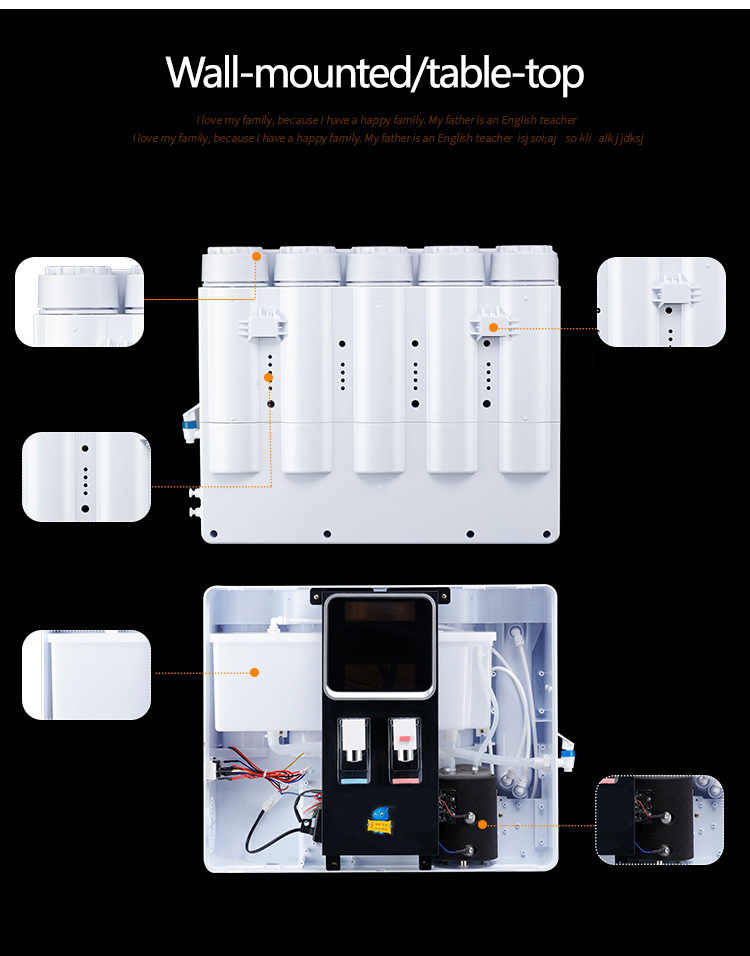 Wall-mounted/table-top
I love my family, because I have a happy family. My father is an English teacher
I love my family, because I have a happy family. My father is an English teacher isj soi;aj so kli alk j jdksj